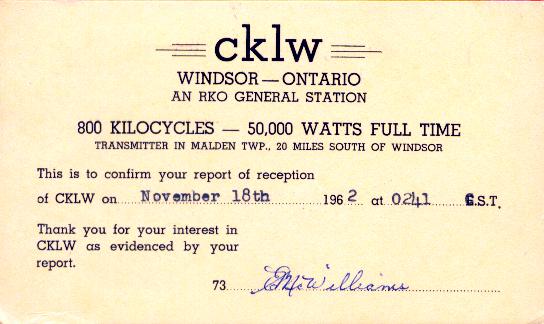 cklw
WINDSOR — ONTARIO
AN RKO GENERAL STATION
800 KILOCYCLES — 50,000 WATTS FULL TIME
TRANSMITTER IN MALDEN TWP., 20 MILES SOUTH OF WINDSOR
This is to confirm your report of reception
of CKLW on November 18th 1962 at 0241 G.S.T.
Thank you for your interest in
CKLW as evidenced by your
report.
73 McWilliams